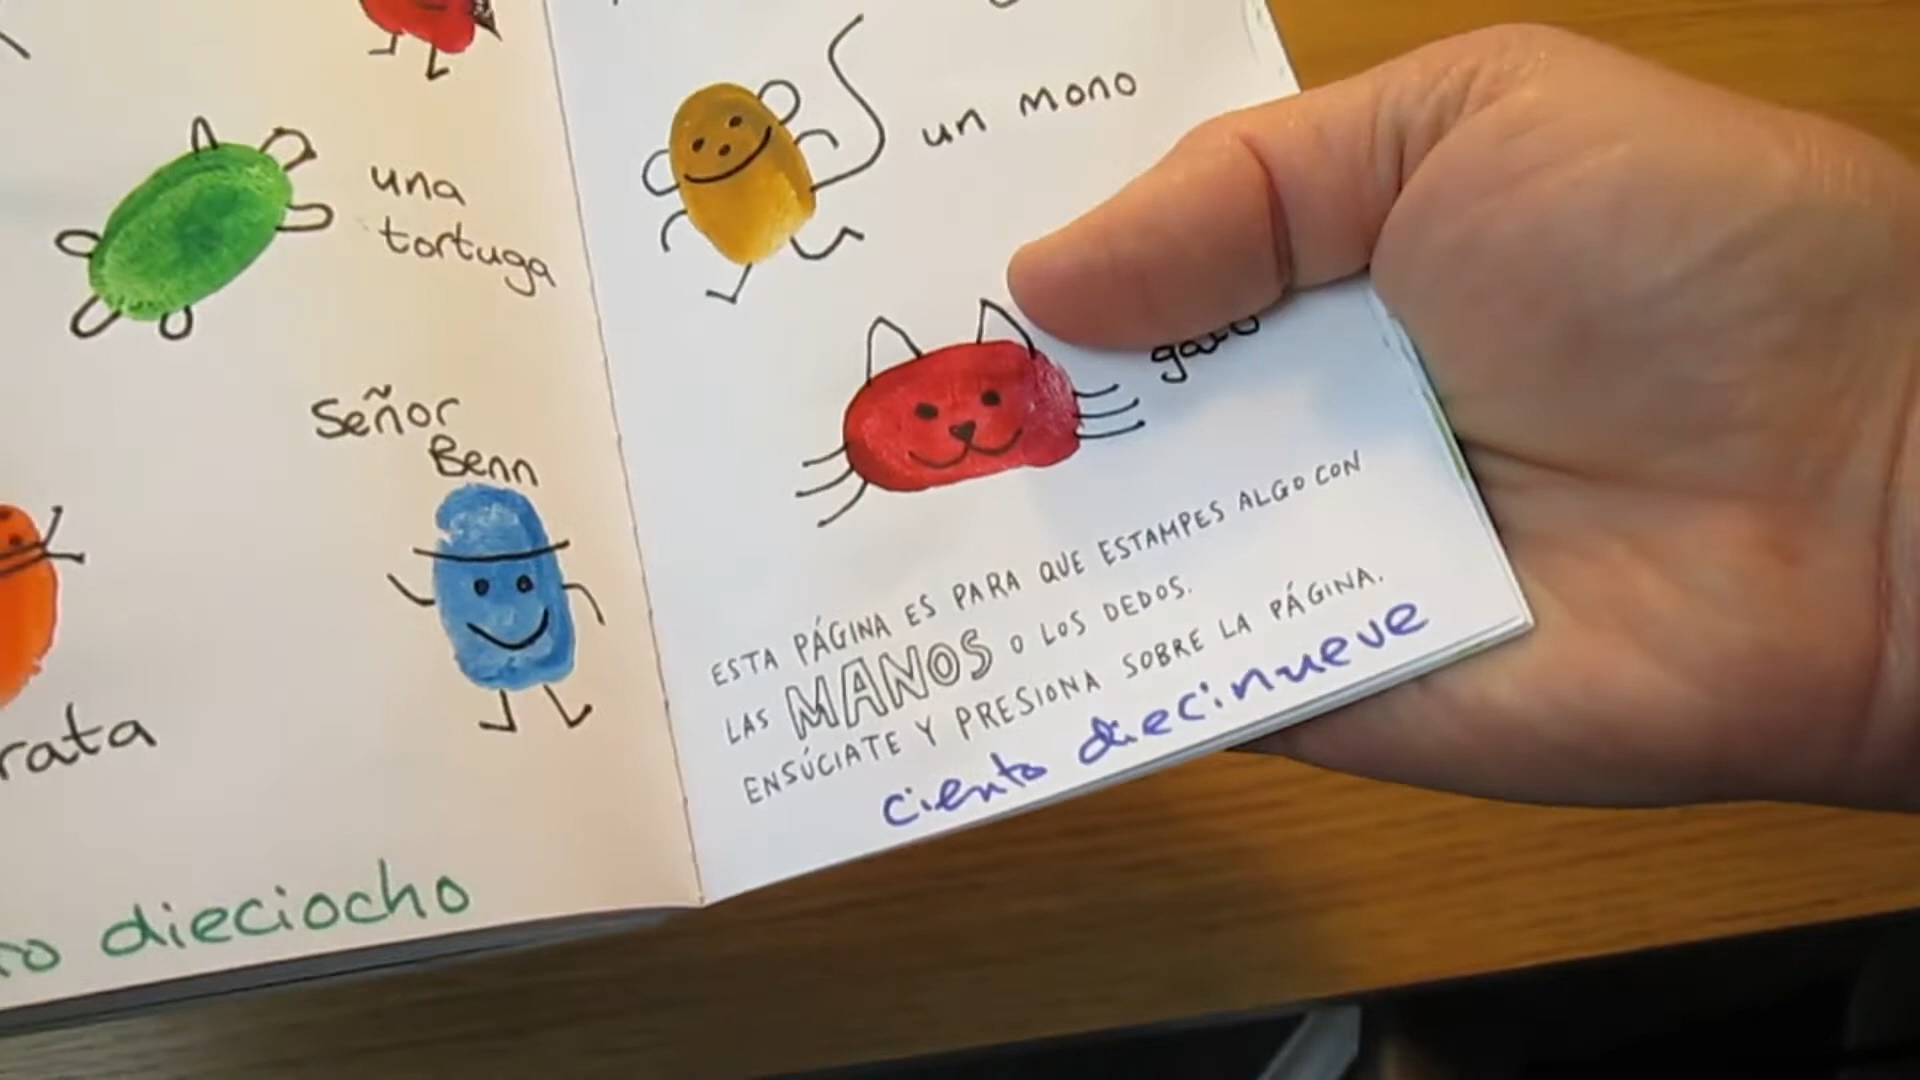 una
tortuga
Señor
Benn
rata
dieciocho
un mono
gato
ESTA PÁGINA ES PARA QUE ESTAMPES ALGO CON
LAS MANOS O LOS DEDOS.
ENSÚCIATE Y PRESIONA SOBRE LA PÁGINA.
ciento diecinueve